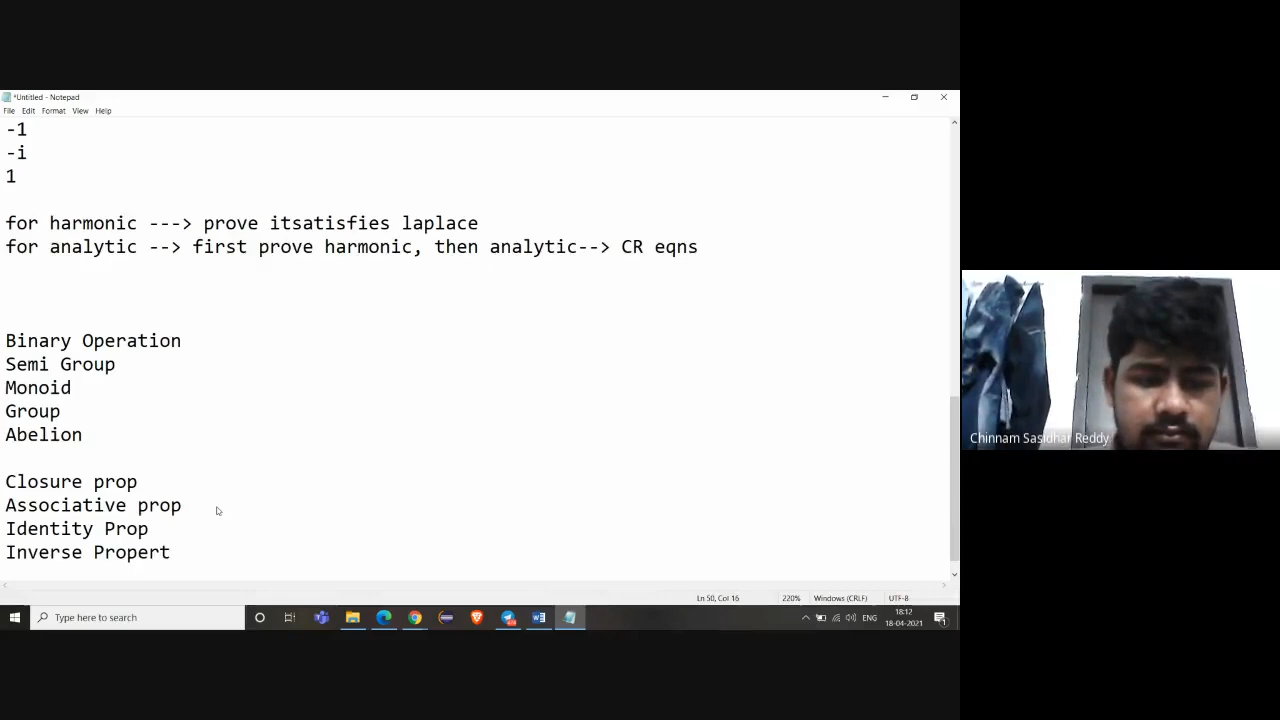 *Untitled - Notepad
File Edit Format View Help
-1
-i
1
for harmonic ---> prove itsatisfies laplace
for analytic --> first prove harmonic, then analytic--> CR eqns
Binary Operation
Semi Group
Monoid
Group
Abelion
Closure prop
Associative prop
Identity Prop
Inverse Propert
Chinnam Sasidhar Reddy
Ln 50, Col 16 220% Windows (CRLF) UTF-8
Type here to search
ENG
18:12
18-04-2021